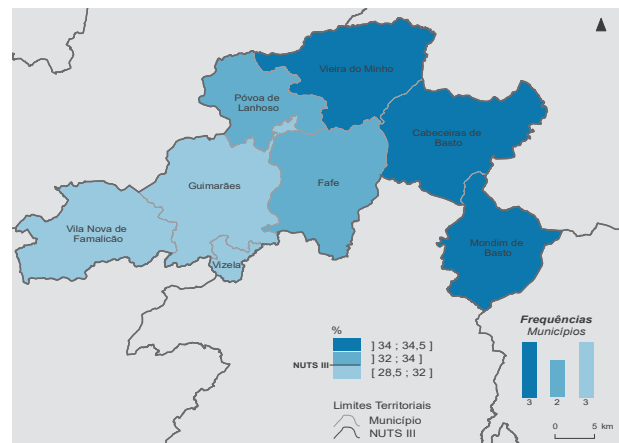 Vieira do Minho
Póvoa de
Lanhoso
Cabeceiras de
Basto
Guimarães
Fafe
Vila Nova de
Famalicão
Vizela
Mondim de
Basto
%
] 34 ; 34,5 ]
] 32 ; 34 ]
NUTS III
[ 28,5 ; 32 ]
Limites Territoriais
Município
NUTS III
Frequências
Municípios
3 2 3
0 5 km